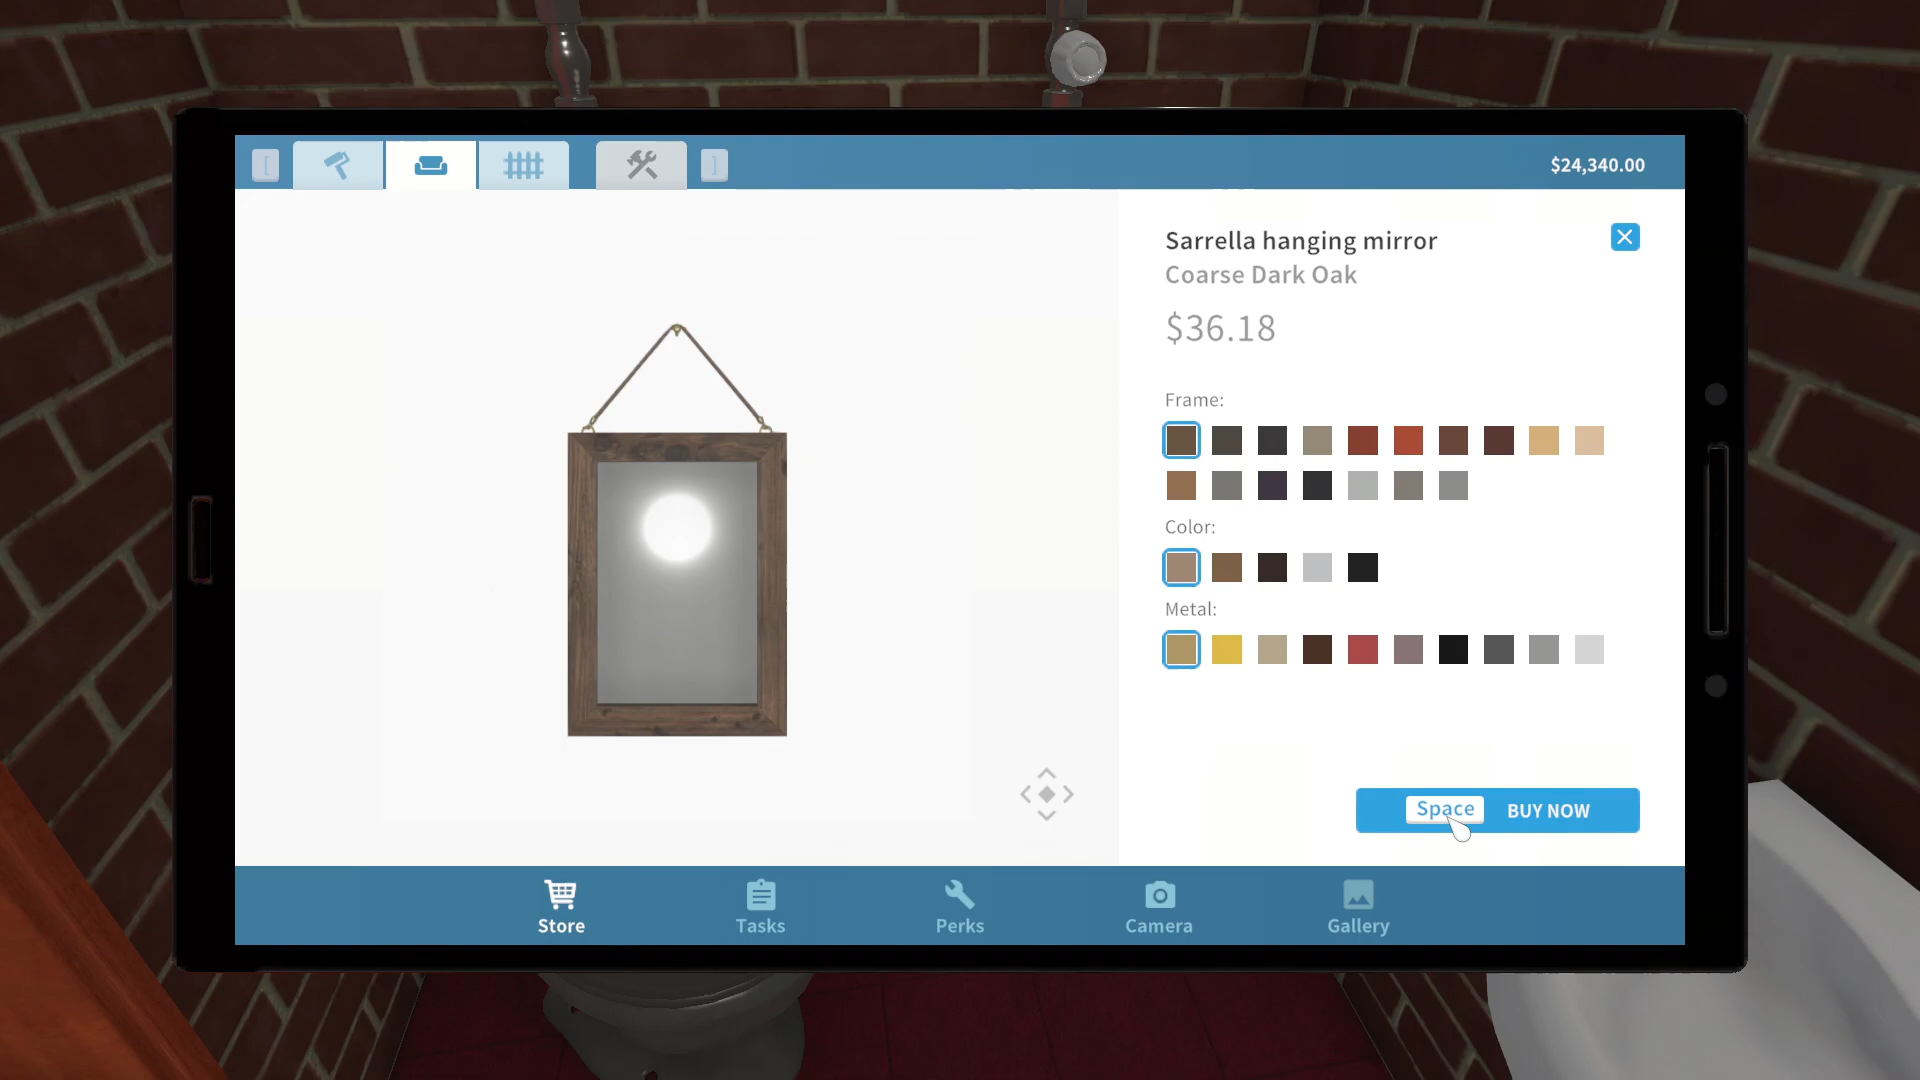 [
]
$24,340.00
Sarrella hanging mirror
Coarse Dark Oak
$36.18
Frame:
Color:
Metal:
Space BUY NOW
Store
Tasks
Perks
Camera
Gallery